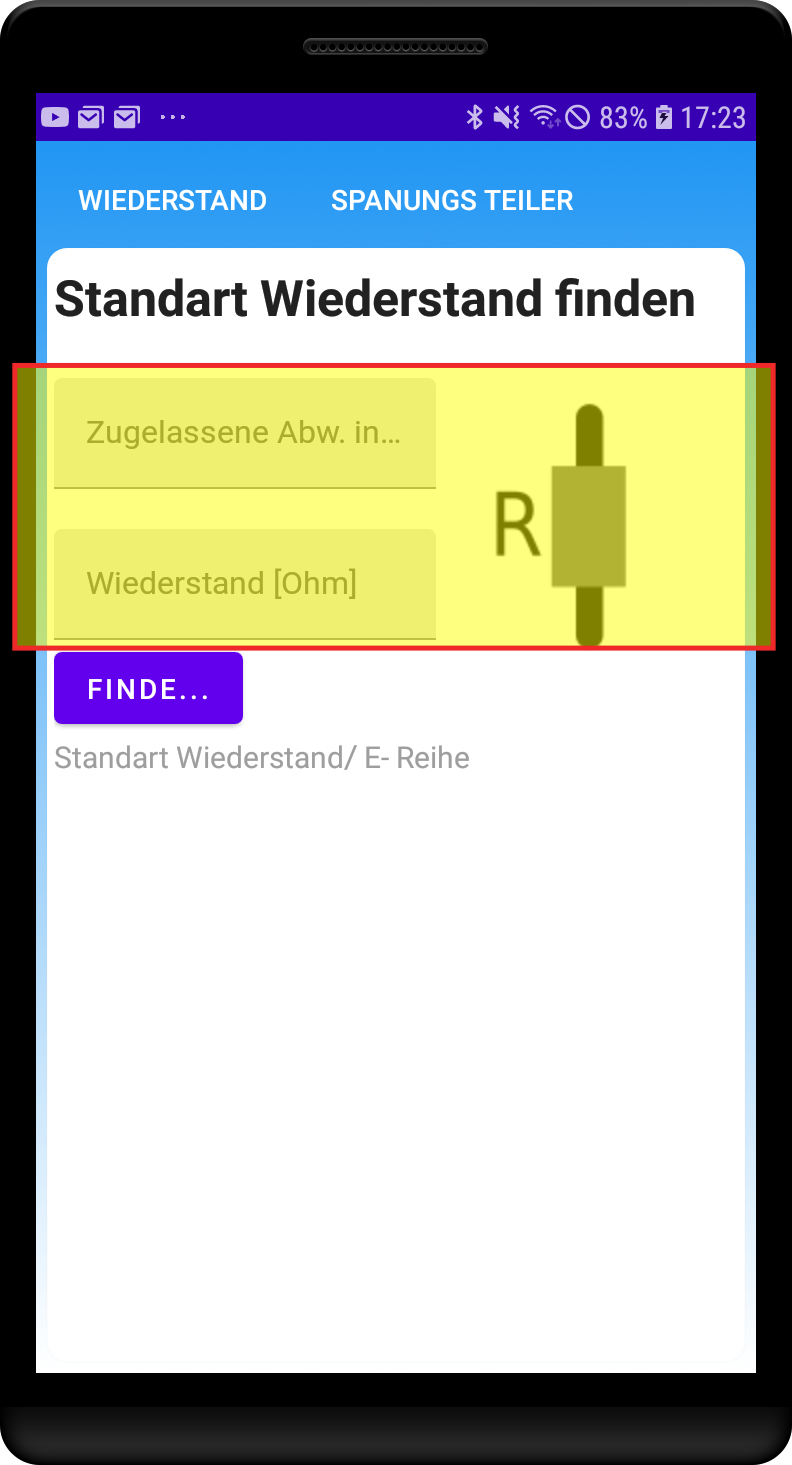 83% 17:23
WIEDERSTAND SPANUNGS TEILER
Standart Wiederstand finden
Zugelassene Abw. in...
R
Wiederstand [Ohm]
FINDE...
Standart Wiederstand/ E- Reihe